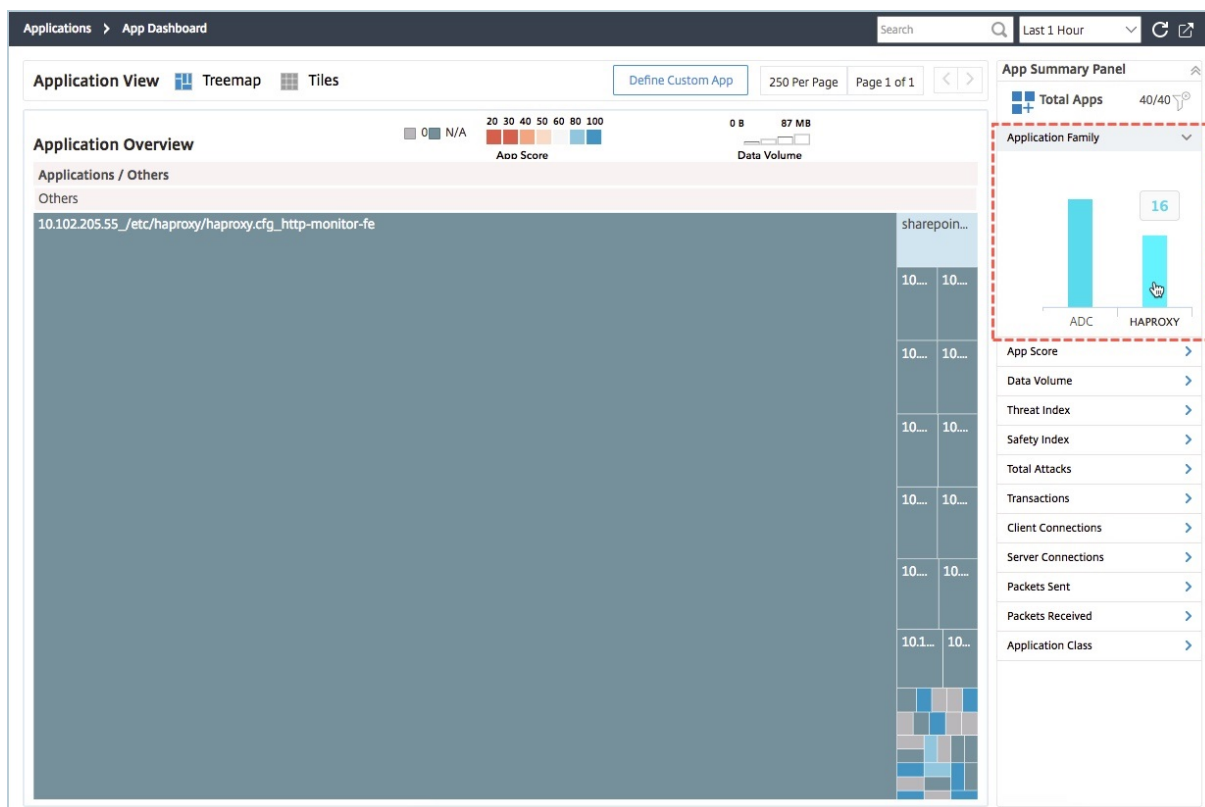 Applications > App Dashboard
Search
Last 1 Hour
Application View Treemap Tiles
Define Custom App
250 Per Page
Page 1 of 1
App Summary Panel
Total Apps 40/40
Application Family
16
ADC HAPROXY
App Score
Data Volume
Threat Index
Safety Index
Total Attacks
Transactions
Client Connections
Server Connections
Packets Sent
Packets Received
Application Class
Application Overview
0 N/A
20 30 40 50 60 80 100
App Score
0 B 87 MB
Data Volume
Applications / Others
Others
10.102.205.55_/etc/haproxy/haproxy.cfg_http-monitor-fe
sharepoin...
10.... 10....
10.... 10....
10.... 10....
10.... 10....
10.... 10....
10.1... 10...